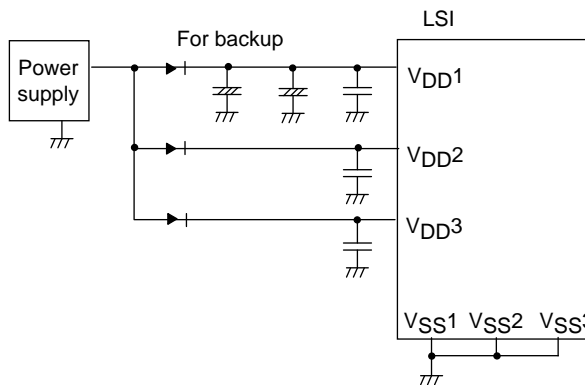 LSI
For backup
Power
supply
VDD1
VDD2
VDD3
VSS1 VSS2 VSS3